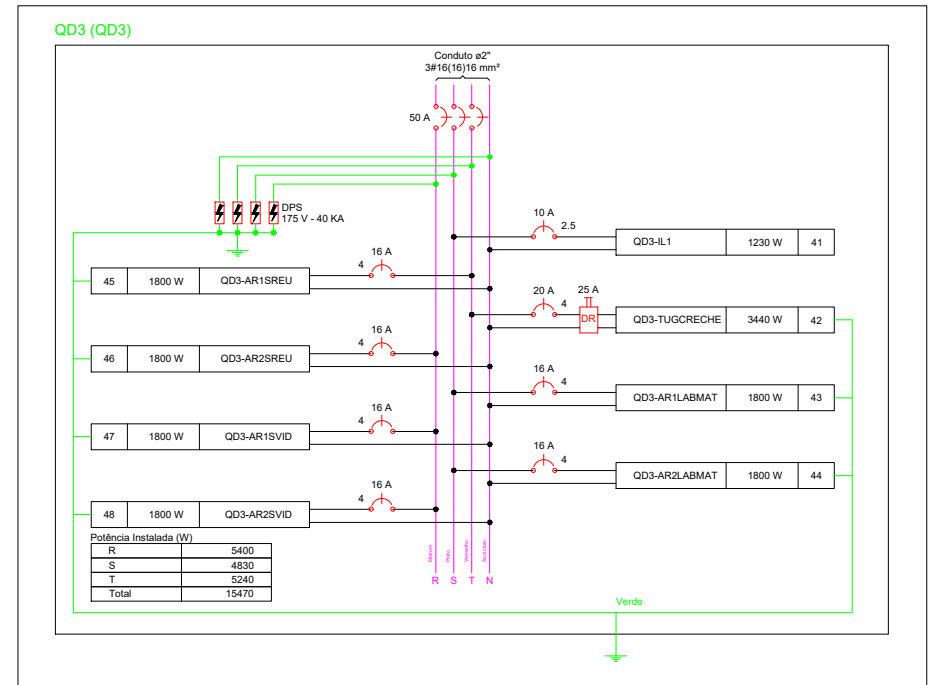 QD3 (QD3)
Conduto ø2"
3#16(16)16 mm²
50 A
DPS
175 V - 40 KA
10 A
2.5
QD3-IL1 1230 W 41
16 A
4
45 1800 W QD3-AR1SREU
20 A
4
25 A
DR
QD3-TUGCRECHE 3440 W 42
16 A
4
46 1800 W QD3-AR2SREU
16 A
4
QD3-AR1LABMAT 1800 W 43
16 A
4
47 1800 W QD3-AR1SVID
16 A
4
QD3-AR2LABMAT 1800 W 44
16 A
4
48 1800 W QD3-AR2SVID
Potência Instalada (W)
R 5400
S 4830
T 5240
Total 15470
Marrom
Preto
Vermelho
R S T N
Verde